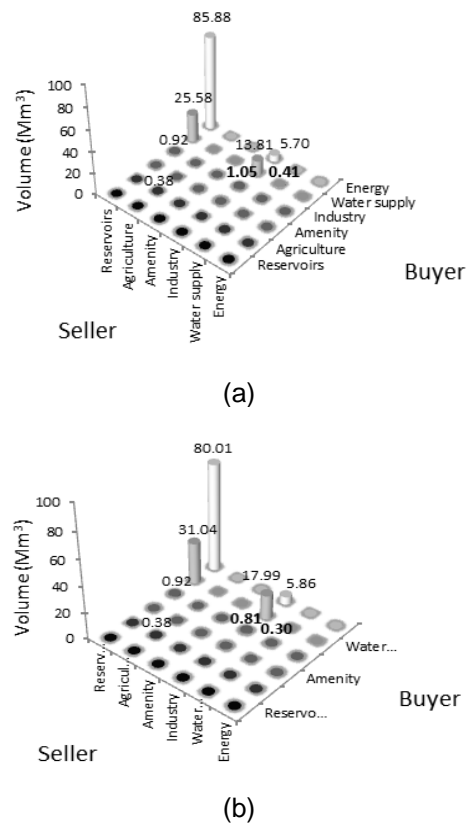 85.88
100
25.58
80
60
0.92
13.81
5.70
40
1.05 0.41
20
0.38
0
Volume (Mm³)
Energy
Water supply
Industry
Amenity
Agriculture
Reservoirs
Reservoirs
Agriculture
Amenity
Industry
Water supply
Energy
Buyer
Seller
(a)
80.01
100
31.04
80
60
0.92
17.99
5.86
40
0.81
0.30
20
0.38
0
Volume (Mm³)
Water...
Amenity
Reservo...
Reserv...
Agricul...
Amenity
Industry
Water...
Energy
Buyer
Seller
(b)